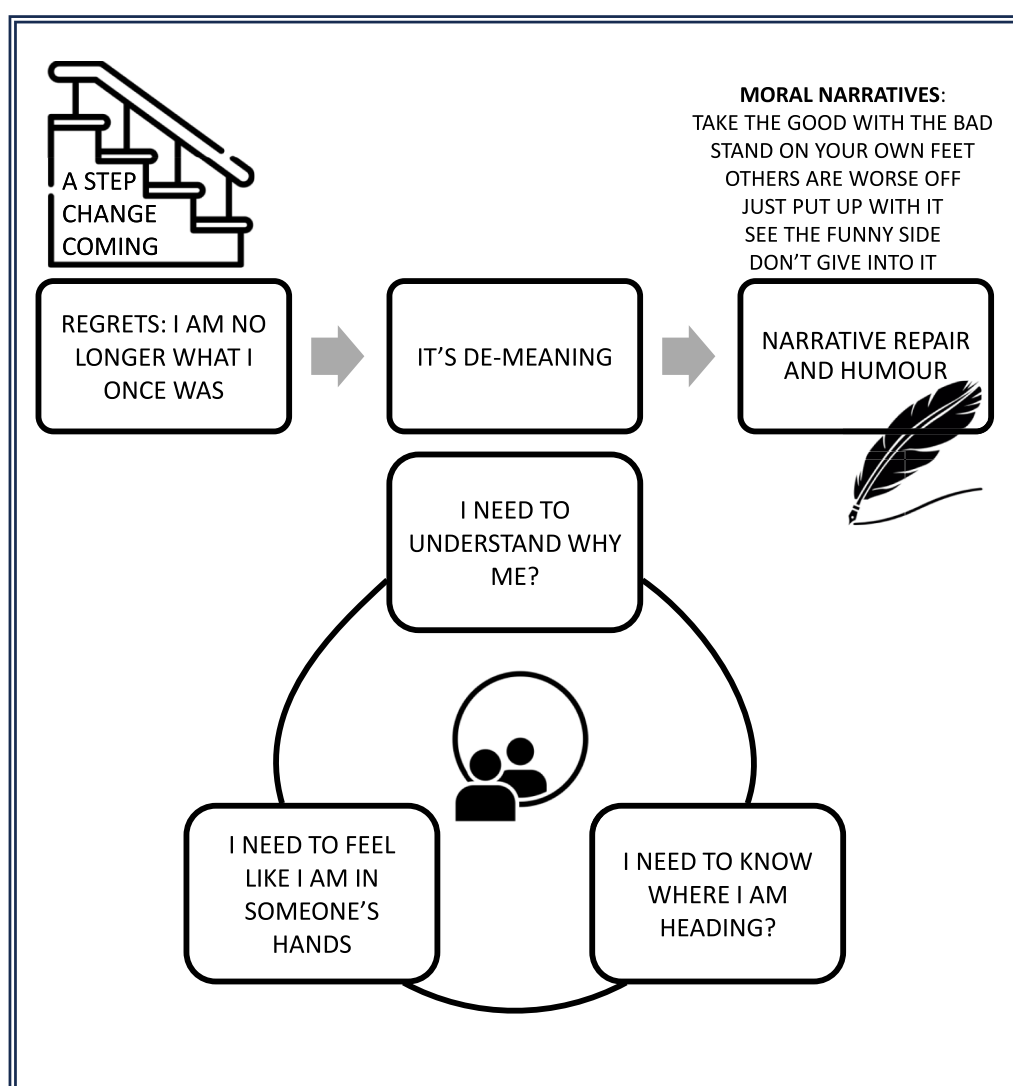 A STEP
CHANGE
COMING
MORAL NARRATIVES:
TAKE THE GOOD WITH THE BAD
STAND ON YOUR OWN FEET
OTHERS ARE WORSE OFF
JUST PUT UP WITH IT
SEE THE FUNNY SIDE
DON'T GIVE INTO IT
REGRETS: I AM NO
LONGER WHAT I
ONCE WAS
IT'S DE-MEANING
NARRATIVE REPAIR
AND HUMOUR
I NEED TO
UNDERSTAND WHY
ME?
I NEED TO FEEL
LIKE I AM IN
SOMEONE'S
HANDS
I NEED TO KNOW
WHERE I AM
HEADING?